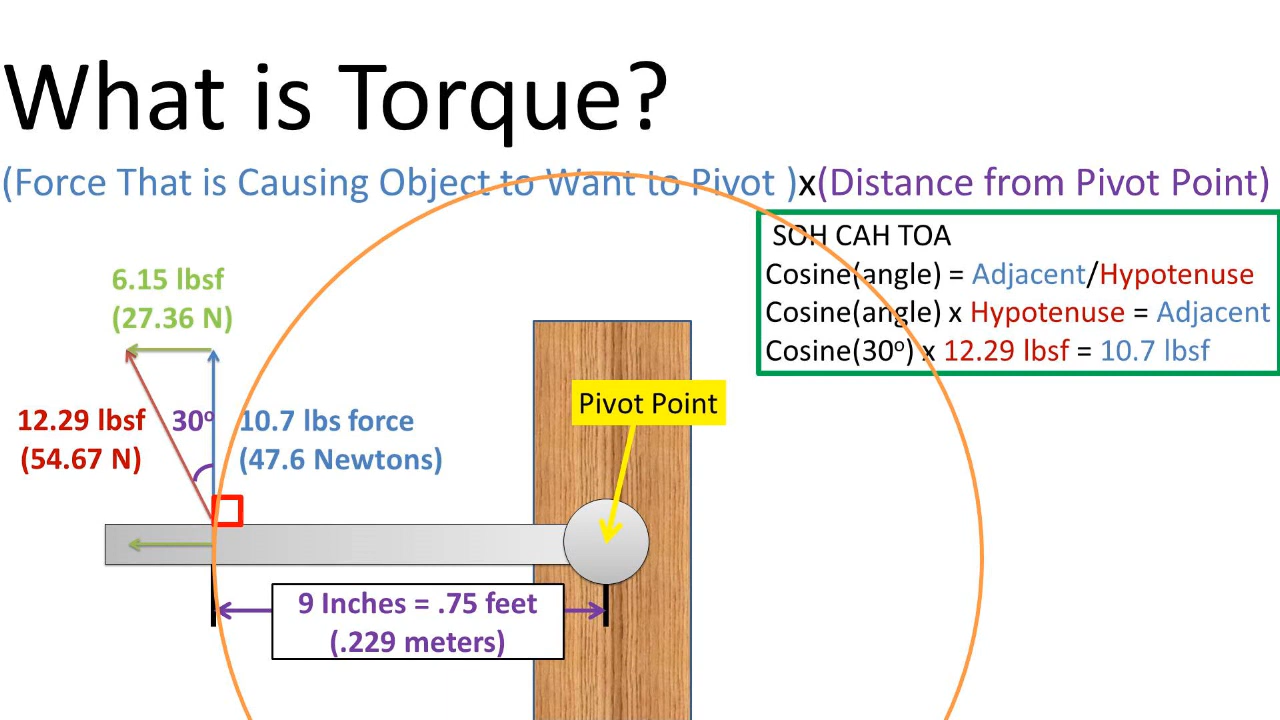 What is Torque?
(Force That is Causing Object to Want to Pivot )x(Distance from Pivot Point)
SOH CAH TOA
Cosine(angle) = Adjacent/Hypotenuse
Cosine(angle) x Hypotenuse = Adjacent
Cosine(30º) x 12.29 lbsf = 10.7 lbsf
6.15 lbsf
(27.36 N)
Pivot Point
12.29 lbsf
(54.67 N)
30º
10.7 lbs force
(47.6 Newtons)
9 Inches = .75 feet
(.229 meters)